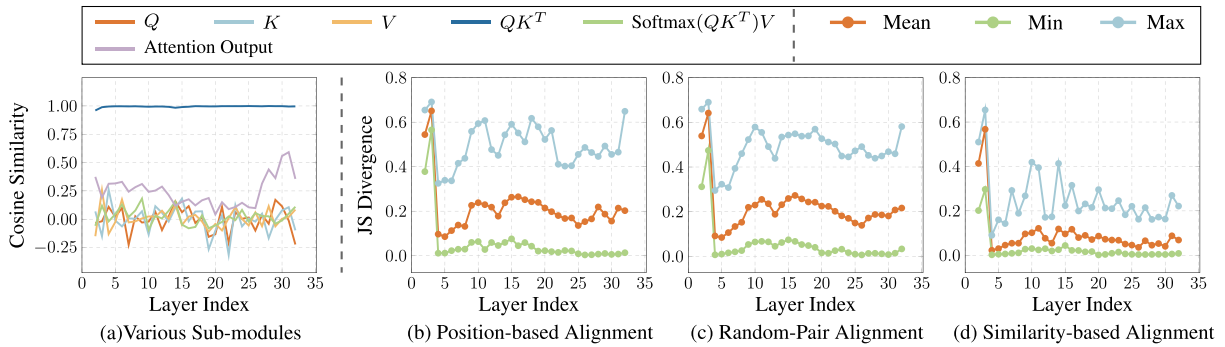 Q K V QK^T Softmax(QK^T)V Mean Min Max
Attention Output
Cosine Similarity
1.00
0.75
0.50
0.25
0.00
−0.25
0 5 10 15 20 25 30 35
Layer Index
(a)Various Sub-modules
JS Divergence
0.8
0.6
0.4
0.2
0.0
0 5 10 15 20 25 30 35
Layer Index
(b) Position-based Alignment
0.8
0.6
0.4
0.2
0.0
0 5 10 15 20 25 30 35
Layer Index
(c) Random-Pair Alignment
0.8
0.6
0.4
0.2
0.0
0 5 10 15 20 25 30 35
Layer Index
(d) Similarity-based Alignment